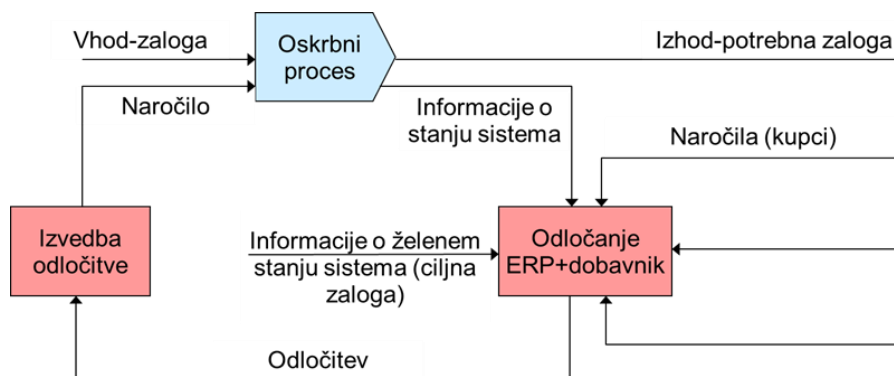 Vhod-zaloga
Oskrbni
proces
Izhod-potrebna zaloga
Naročilo
Informacije o
stanju sistema
Naročila (kupci)
Izvedba
odločitve
Informacije o želenem
stanju sistema (ciljna
zaloga)
Odločanje
ERP+dobavnik
Odločitev